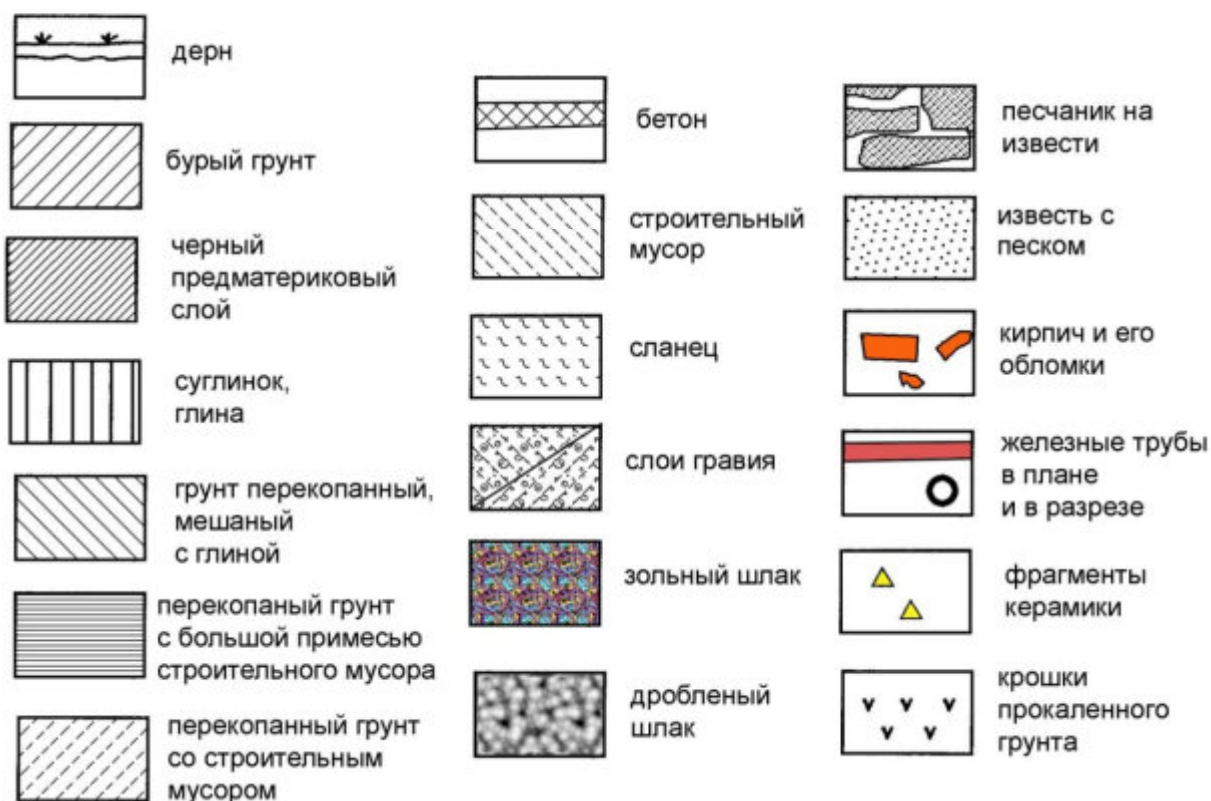 дерн
бурый грунт
черный
предматериковый
слой
суглинок,
глина
грунт перекопанный,
мешаный
с глиной
перекопаный грунт
с большой примесью
строительного мусора
перекопанный грунт
со строительным
мусором
бетон
строительный
мусор
сланец
слои гравия
зольный шлак
дробленый
шлак
песчаник на
извести
известь с
песком
кирпич и его
обломки
железные трубы
в плане
и в разрезе
фрагменты
керамики
крошки
прокаленного
грунта